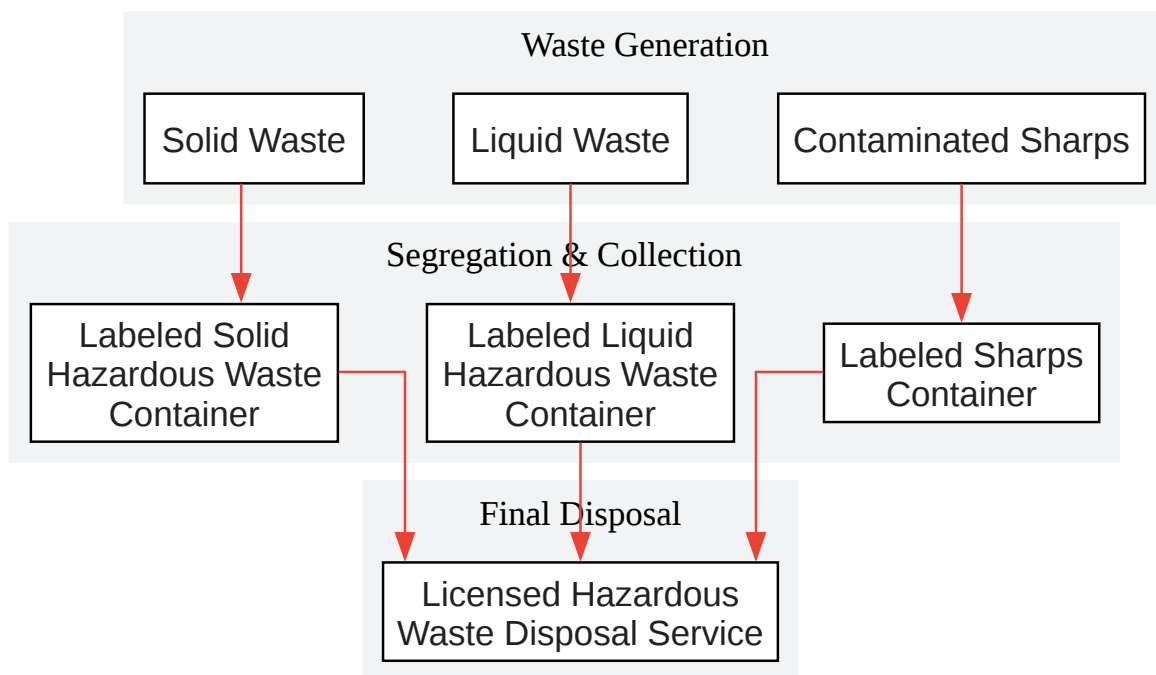 Waste Generation
Solid Waste
Liquid Waste
Contaminated Sharps
Segregation & Collection
Labeled Solid
Hazardous Waste
Container
Labeled Liquid
Hazardous Waste
Container
Labeled Sharps
Container
Final Disposal
Licensed Hazardous
Waste Disposal Service